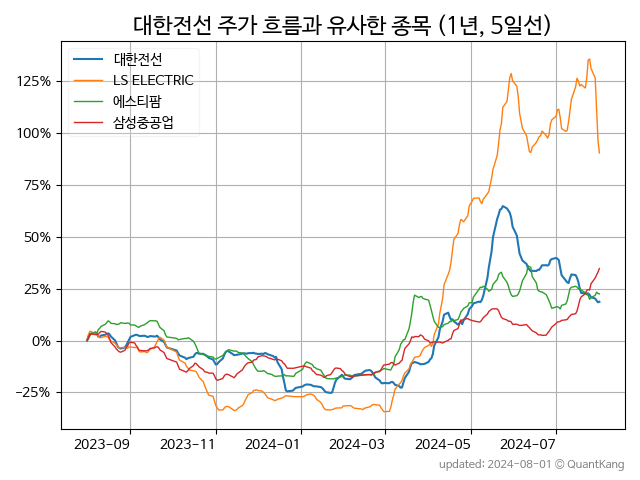 대한전선 주가 흐름과 유사한 종목 (1년, 5일선)
대한전선
LS ELECTRIC
에스티팜
삼성중공업
125%
100%
75%
50%
25%
0%
−25%
2023-09 2023-11 2024-01 2024-03 2024-05 2024-07
updated: 2024-08-01 © QuantKang